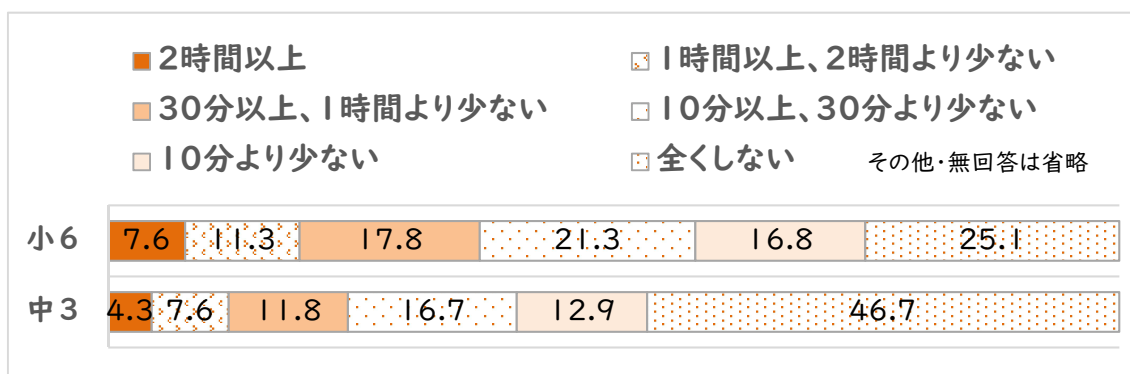 2時間以上 1時間以上、2時間より少ない
30分以上、1時間より少ない 10分以上、30分より少ない
10分より少ない 全くしない その他・無回答は省略
小6 7.6 11.3 17.8 21.3 16.8 25.1
中3 4.3 7.6 11.8 16.7 12.9 46.7